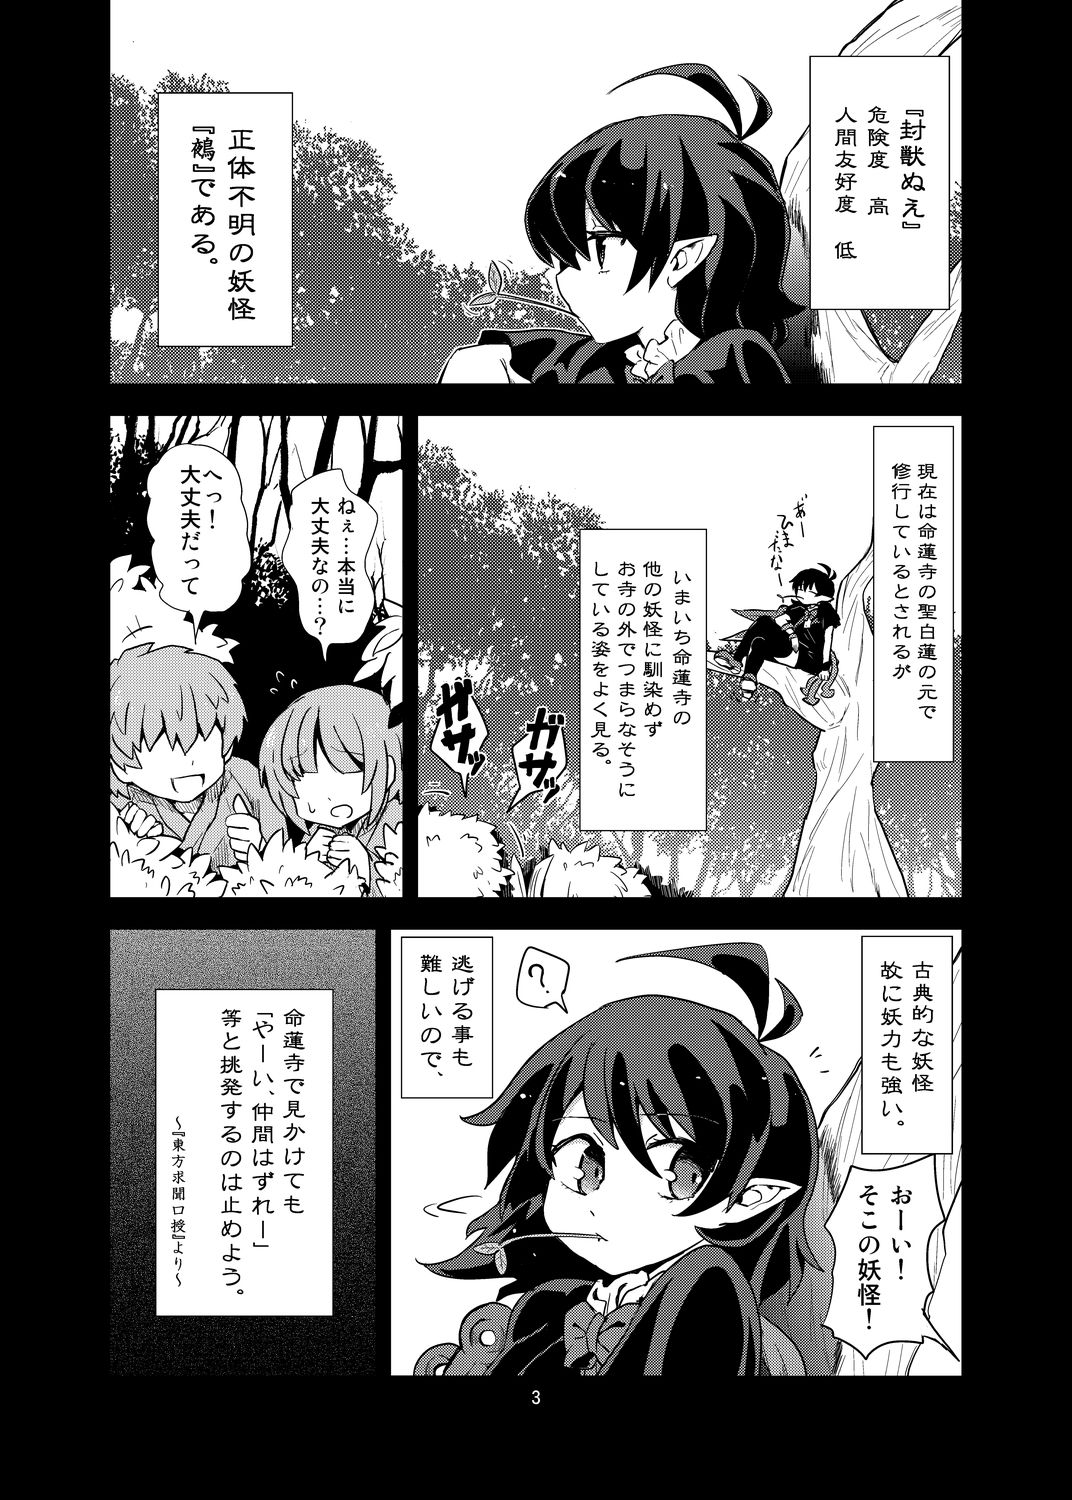 『封獣ぬえ』
危険度　高
人間友好度　低
正体不明の妖怪
『鵺』である。
現在は命蓮寺の聖白蓮の元で
修行しているとされるが
あー
ひまだなー
いまいち命蓮寺の
他の妖怪に馴染めず
お寺の外でつまらなそうに
している姿をよく見る。
ガサッ
ガサッ
ねぇ…本当に
大丈夫なの…?
へっ!
大丈夫だって
古典的な妖怪
故に妖力も強い。
おーい!
そこの妖怪!
?
逃げる事も
難しいので、
命蓮寺で見かけても
「やーい、仲間はずれー」
等と挑発するのは止めよう。
～『東方求聞口授』より～
3